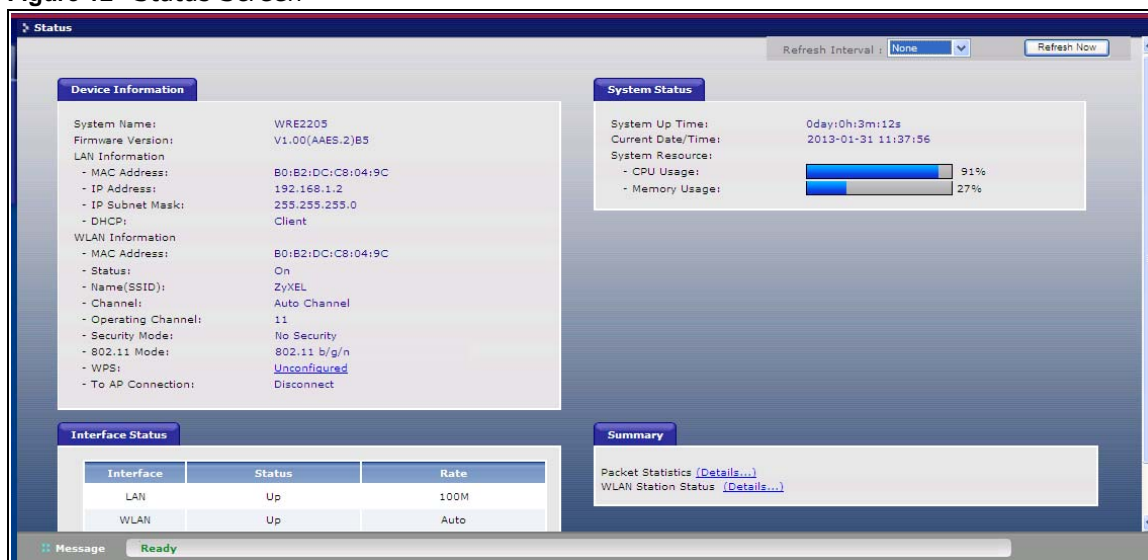 Status
Refresh Interval : None
Refresh Now
Device Information
System Name: WRE2205
Firmware Version: V1.00(AAES.2)B5
LAN Information
- MAC Address: B0:B2:DC:C8:04:9C
- IP Address: 192.168.1.2
- IP Subnet Mask: 255.255.255.0
- DHCP: Client
WLAN Information
- MAC Address: B0:B2:DC:C8:04:9C
- Status: On
- Name(SSID): ZyXEL
- Channel: Auto Channel
- Operating Channel: 11
- Security Mode: No Security
- 802.11 Mode: 802.11 b/g/n
- WPS: Unconfigured
- To AP Connection: Disconnect
System Status
System Up Time: 0day:0h:3m:12s
Current Date/Time: 2013-01-31 11:37:56
System Resource:
- CPU Usage: 91%
- Memory Usage: 27%
Interface Status
Interface Status Rate
LAN Up 100M
WLAN Up Auto
Summary
Packet Statistics (Details...)
WLAN Station Status (Details...)
Message Ready